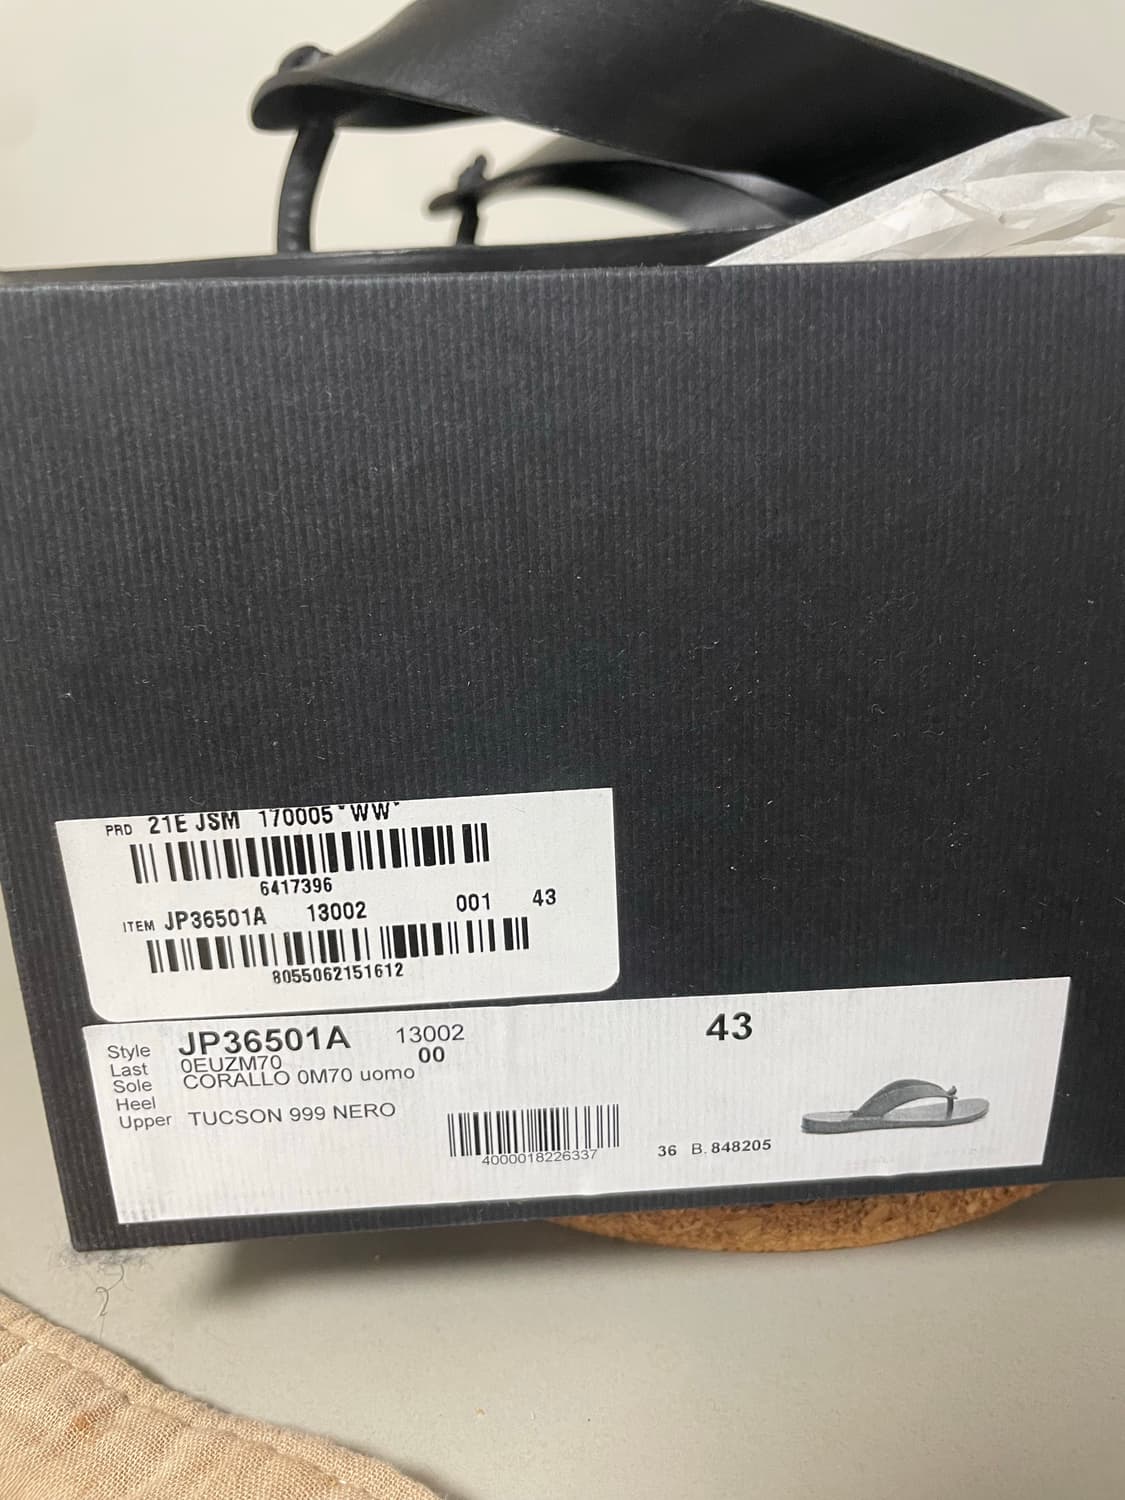 PRD 21E JSM 170005 "WW"
6417396
ITEM JP36501A 13002 001 43
8055062151612
Style JP36501A 13002 43
Last 0EUZM70 00
Sole CORALLO 0M70 uomo
Heel
Upper TUCSON 999 NERO
4000018226337
36 B. 848205